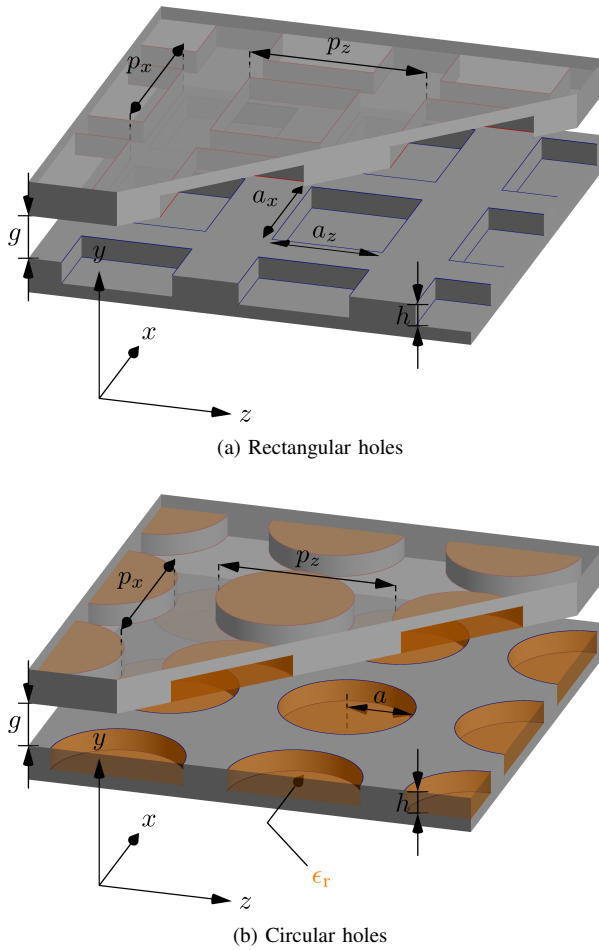 p_x
p_z
a_x
a_z
g
y
h
x
z
(a) Rectangular holes
p_x
p_z
a
g
y
h
x
z
ϵ_r
(b) Circular holes